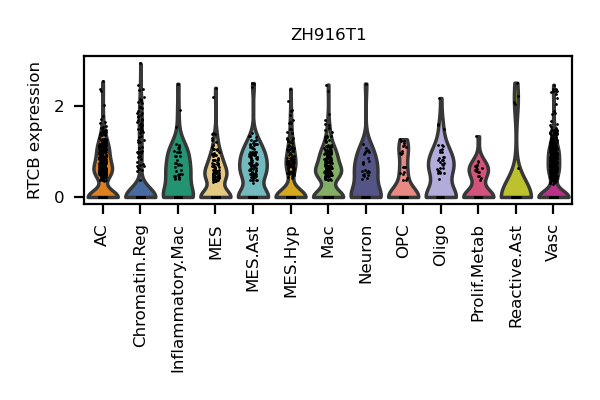 ZH916T1
RTCB expression
2
0
AC
Chromatin.Reg
Inflammatory.Mac
MES
MES.Ast
MES.Hyp
Mac
Neuron
OPC
Oligo
Prolif.Metab
Reactive.Ast
Vasc